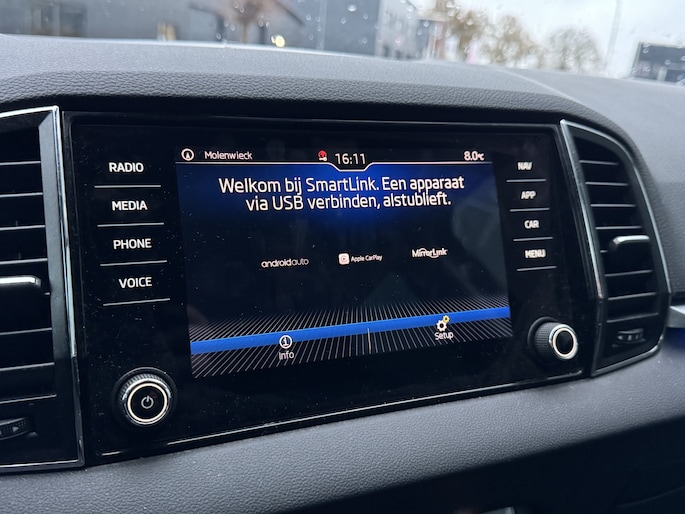 RADIO
MEDIA
PHONE
VOICE
Molenwieck
16:11
8.0°C
Welkom bij SmartLink. Een apparaat
via USB verbinden, alstublieft.
androidauto
Apple CarPlay
MirrorLink
Info
Setup
NAV
APP
CAR
MENU